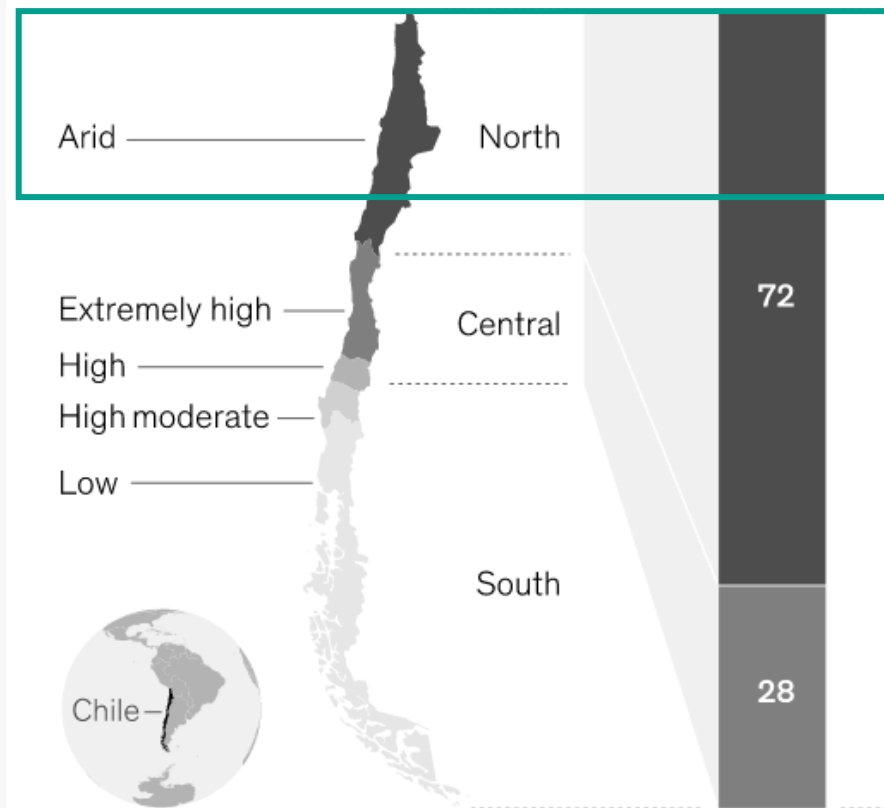 Arid
North
72
Extremely high
Central
High
High moderate
Low
South
28
Chile